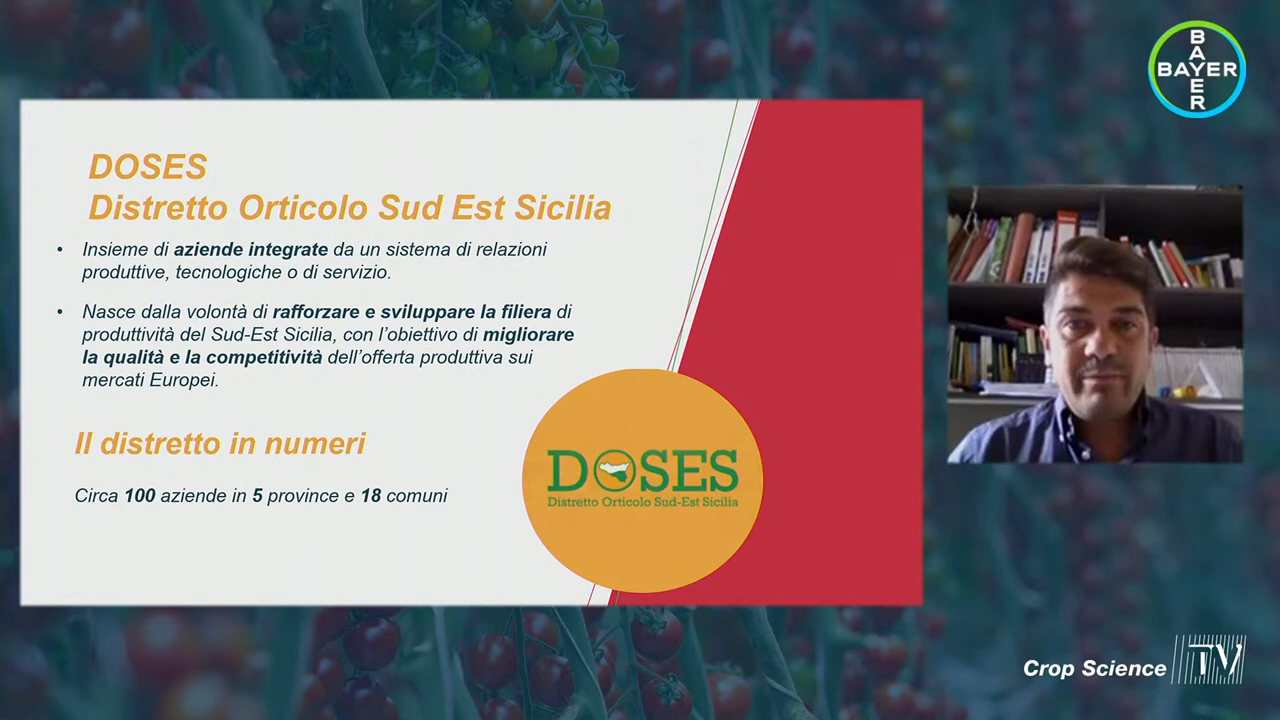 BAYER
BAYER
DOSES
Distretto Orticolo Sud Est Sicilia
• Insieme di aziende integrate da un sistema di relazioni
produttive, tecnologiche o di servizio.
• Nasce dalla volontà di rafforzare e sviluppare la filiera di
produttività del Sud-Est Sicilia, con l’obiettivo di migliorare
la qualità e la competitività dell’offerta produttiva sui
mercati Europei.
Il distretto in numeri
Circa 100 aziende in 5 province e 18 comuni
DOSES
Distretto Orticolo Sud-Est Sicilia
Crop Science TV